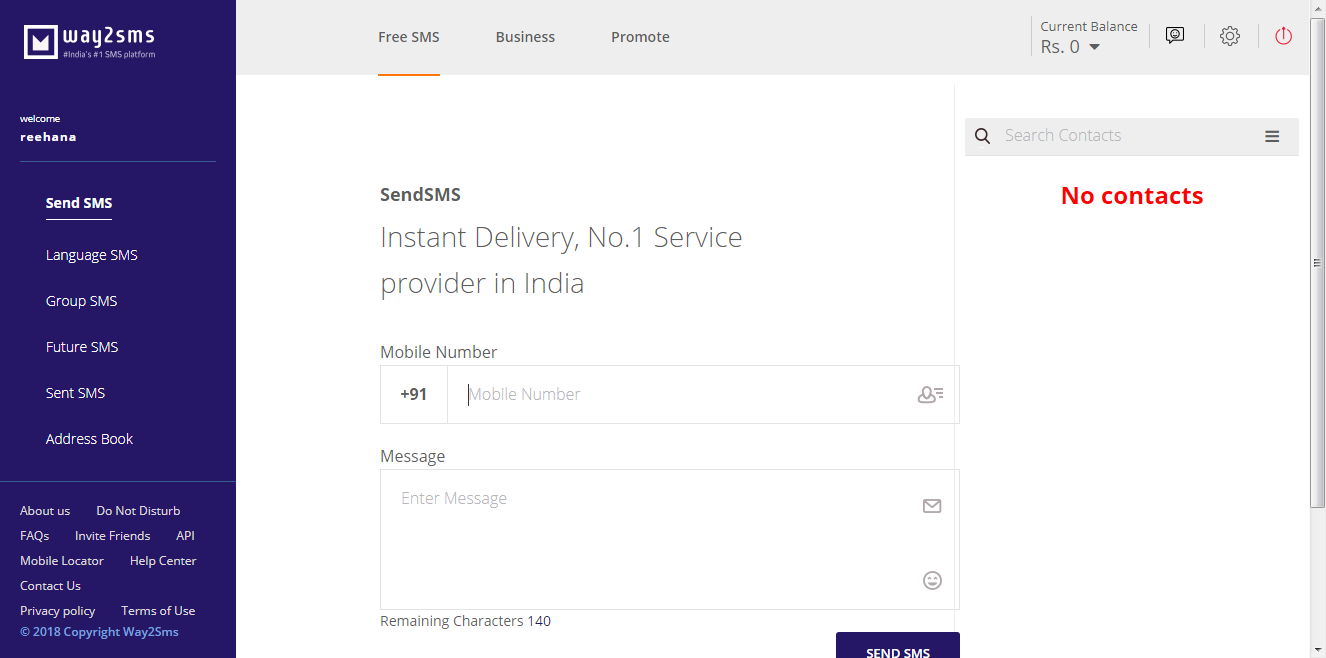 way2sms
#India's #1 SMS platform
welcome
reehana
Send SMS
Language SMS
Group SMS
Future SMS
Sent SMS
Address Book
About us Do Not Disturb
FAQs Invite Friends API
Mobile Locator Help Center
Contact Us
Privacy policy Terms of Use
© 2018 Copyright Way2Sms
Free SMS Business Promote
Current Balance
Rs. 0
SendSMS
Instant Delivery, No.1 Service
provider in India
Mobile Number
+91 Mobile Number
Message
Enter Message
Remaining Characters 140
SEND SMS
Search Contacts
No contacts